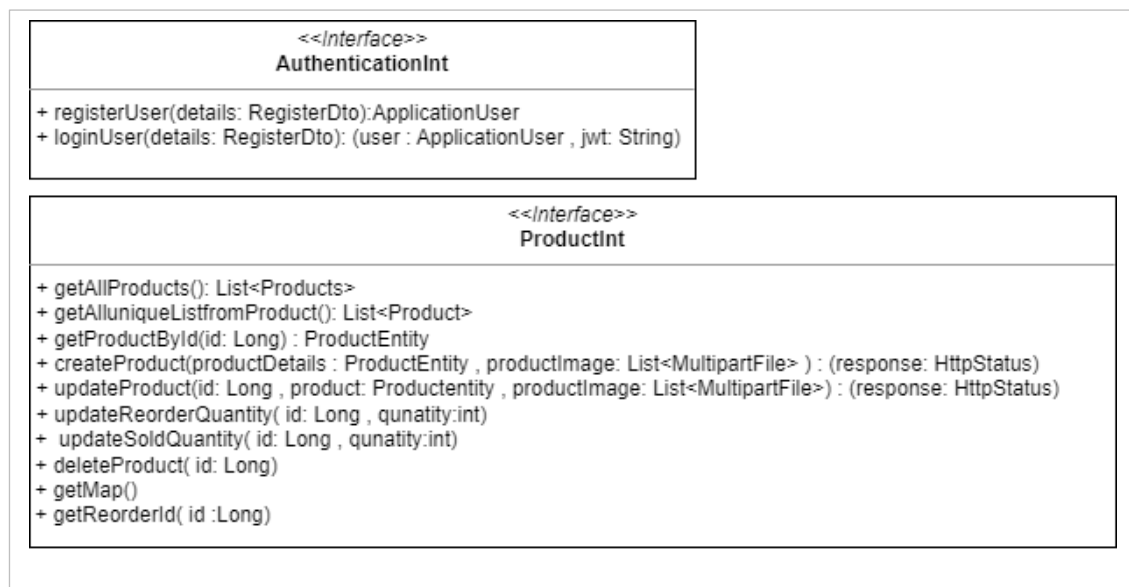 <<Interface>>
AuthenticationInt
+ registerUser(details: RegisterDto):ApplicationUser
+ loginUser(details: RegisterDto): (user : ApplicationUser , jwt: String)
<<Interface>>
ProductInt
+ getAllProducts(): List<Products>
+ getAlluniqueListfromProduct(): List<Product>
+ getProductById(id: Long) : ProductEntity
+ createProduct(productDetails : ProductEntity , productImage: List<MultipartFile> ) : (response: HttpStatus)
+ updateProduct(id: Long , product: Productentity , productImage: List<MultipartFile>) : (response: HttpStatus)
+ updateReorderQuantity( id: Long , qunatity:int)
+ updateSoldQuantity( id: Long , qunatity:int)
+ deleteProduct( id: Long)
+ getMap()
+ getReorderId( id :Long)